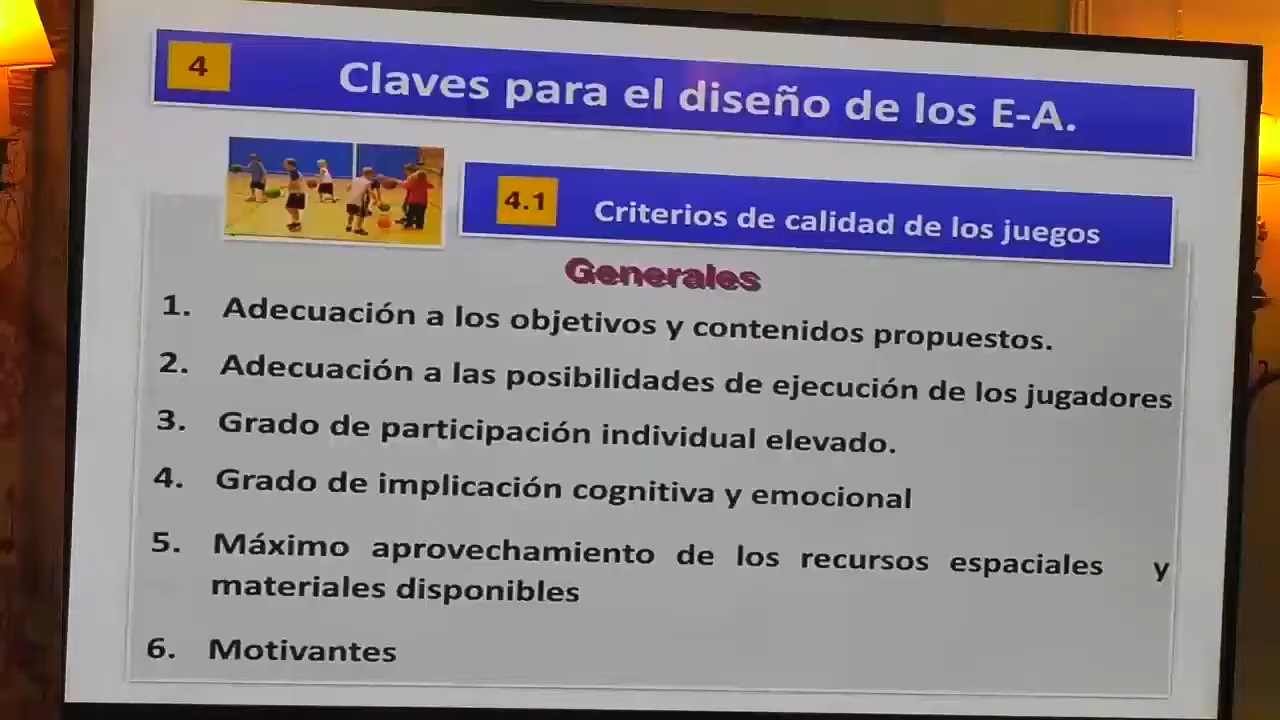 4 Claves para el diseño de los E-A.
4.1 Criterios de calidad de los juegos
Generales
1. Adecuación a los objetivos y contenidos propuestos.
2. Adecuación a las posibilidades de ejecución de los jugadores
3. Grado de participación individual elevado.
4. Grado de implicación cognitiva y emocional
5. Máximo aprovechamiento de los recursos espaciales y
materiales disponibles
6. Motivantes